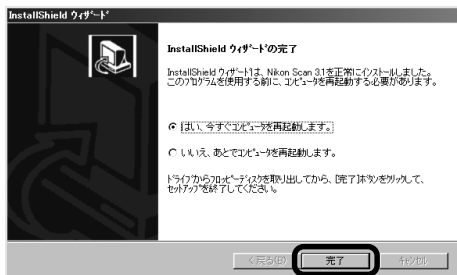 InstallShield ウィザード
InstallShield ウィザードの完了
InstallShield ウィザードは、Nikon Scan 3.1を正常にインストールしました。
このプログラムを使用する前に、コンピュータを再起動する必要があります。
はい、今すぐコンピュータを再起動します。
いいえ、あとでコンピュータを再起動します。
ドライブからフロッピーディスクを取り出してから、[完了]ボタンをクリックして、
セットアップを終了してください。
< 戻る(B)
完了
キャンセル